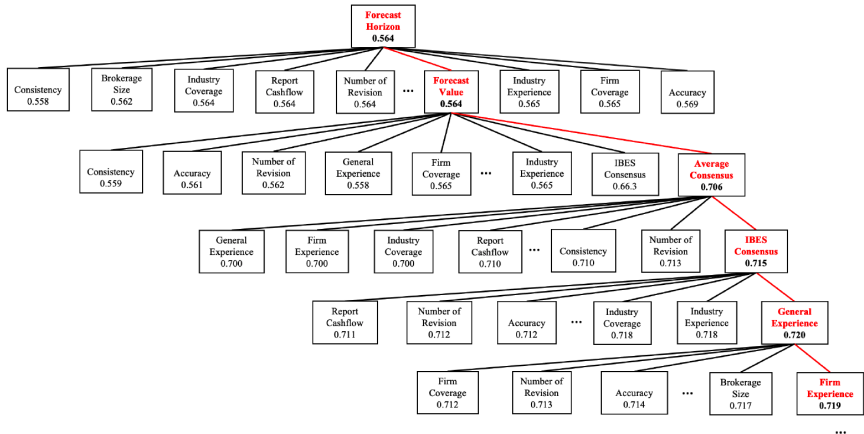 Forecast
Horizon
0.564
Consistency
0.558
Brokerage
Size
0.562
Industry
Coverage
0.564
Report
Cashflow
0.564
Number of
Revision
0.564
...
Forecast
Value
0.564
Industry
Experience
0.565
Firm
Coverage
0.565
Accuracy
0.569
Consistency
0.559
Accuracy
0.561
Number of
Revision
0.562
General
Experience
0.558
Firm
Coverage
0.565
...
Industry
Experience
0.565
IBES
Consensus
0.66.3
Average
Consensus
0.706
General
Experience
0.700
Firm
Experience
0.700
Industry
Coverage
0.700
Report
Cashflow
0.710
...
Consistency
0.710
Number of
Revision
0.713
IBES
Consensus
0.715
Report
Cashflow
0.711
Number of
Revision
0.712
Accuracy
0.712
...
Industry
Coverage
0.718
Industry
Experience
0.718
General
Experience
0.720
Firm
Coverage
0.712
Number of
Revision
0.713
Accuracy
0.714
...
Brokerage
Size
0.717
Firm
Experience
0.719
...